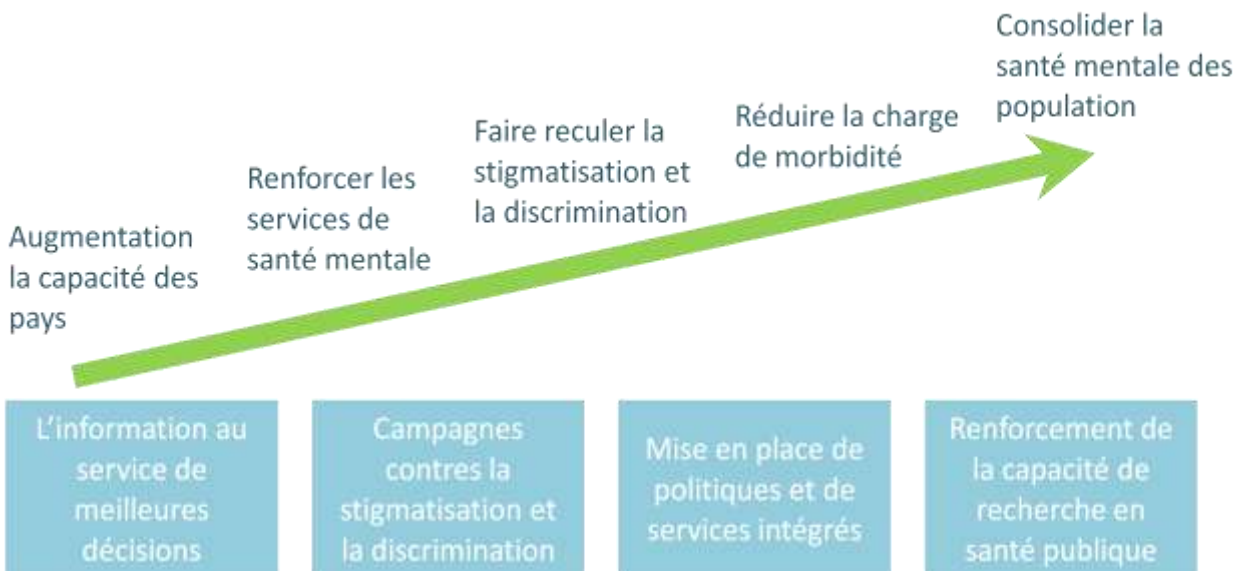 Augmentation
la capacité des
pays
Renforcer les
services de
santé mentale
Faire reculer la
stigmatisation et
la discrimination
Réduire la charge
de morbidité
Consolider la
santé mentale des
population
L'information au
service de
meilleures
décisions
Campagnes
contres la
stigmatisation et
la discrimination
Mise en place de
politiques et de
services intégrés
Renforcement de
la capacité de
recherche en
santé publique